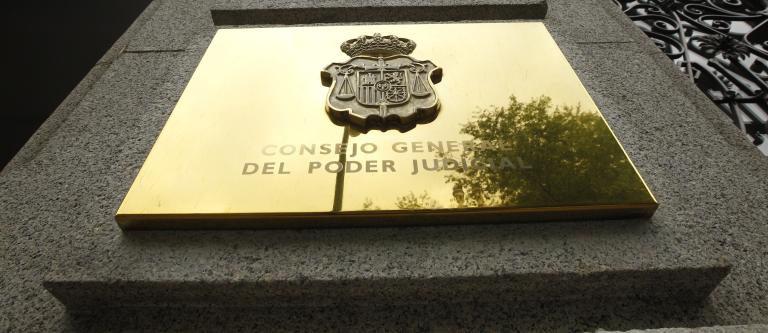 CONSEJO GENERAL
DEL PODER JUDICIAL